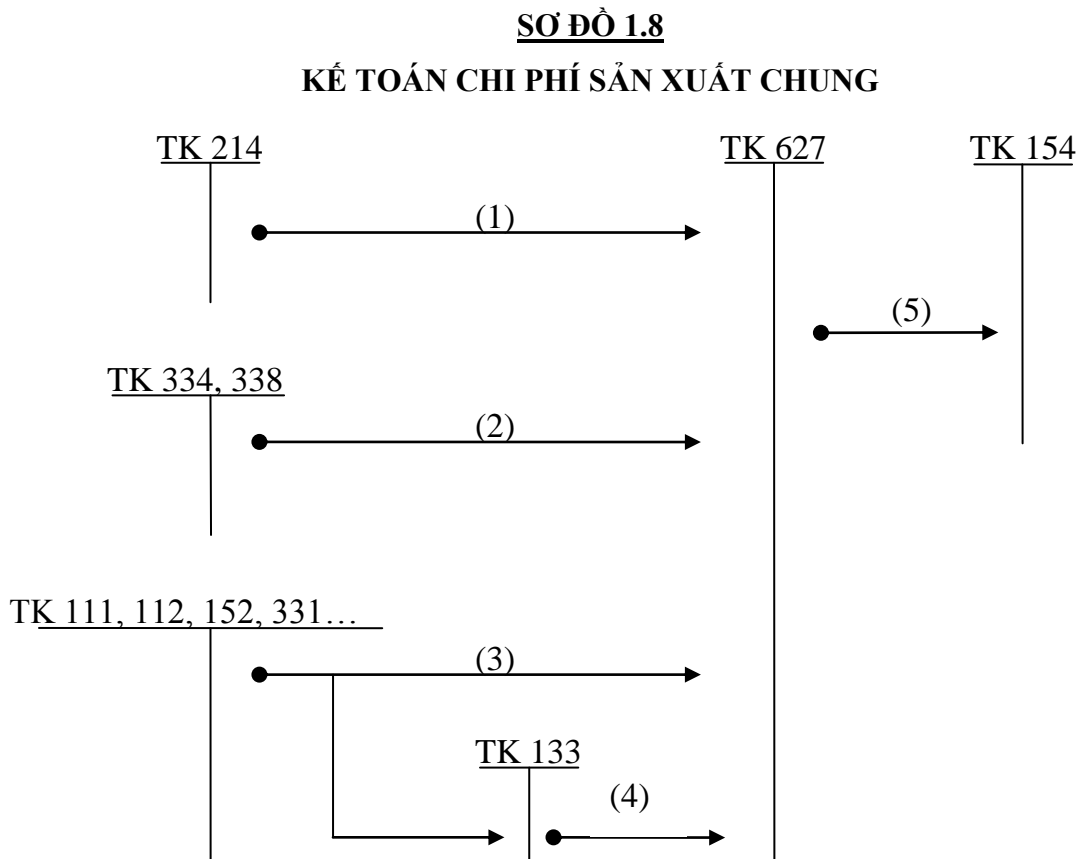 SƠ ĐỒ 1.8
KẾ TOÁN CHI PHÍ SẢN XUẤT CHUNG
TK 214
TK 627
TK 154
(1)
(5)
TK 334, 338
(2)
TK 111, 112, 152, 331…
(3)
TK 133
(4)